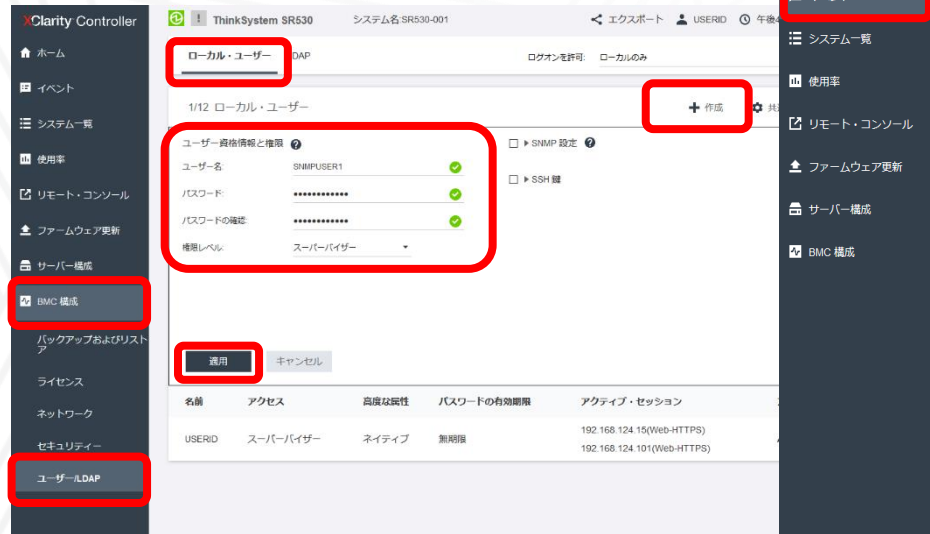 XClarity Controller
ホーム
イベント
システム一覧
使用率
リモート・コンソール
ファームウェア更新
サーバー構成
BMC 構成
バックアップおよびリスト
ア
ライセンス
ネットワーク
セキュリティー
ユーザー/LDAP
ThinkSystem SR530 システム名:SR530-001 エクスポート USERID 午後4
ローカル・ユーザー DAP ログオンを許可: ローカルのみ
1/12 ローカル・ユーザー 作成 共
ユーザー資格情報と権限 SNMP 設定
ユーザー名: SNMPUSER1
SSH 鍵
パスワード: ••••••••••••
パスワードの確認: ••••••••••••
権限レベル: スーパーバイザー
適用 キャンセル
名前 アクセス 高度な属性 パスワードの有効期限 アクティブ・セッション
USERID スーパーバイザー ネイティブ 無期限 192.168.124.15(Web-HTTPS)
192.168.124.101(Web-HTTPS)
システム一覧
使用率
リモート・コンソール
ファームウェア更新
サーバー構成
BMC 構成